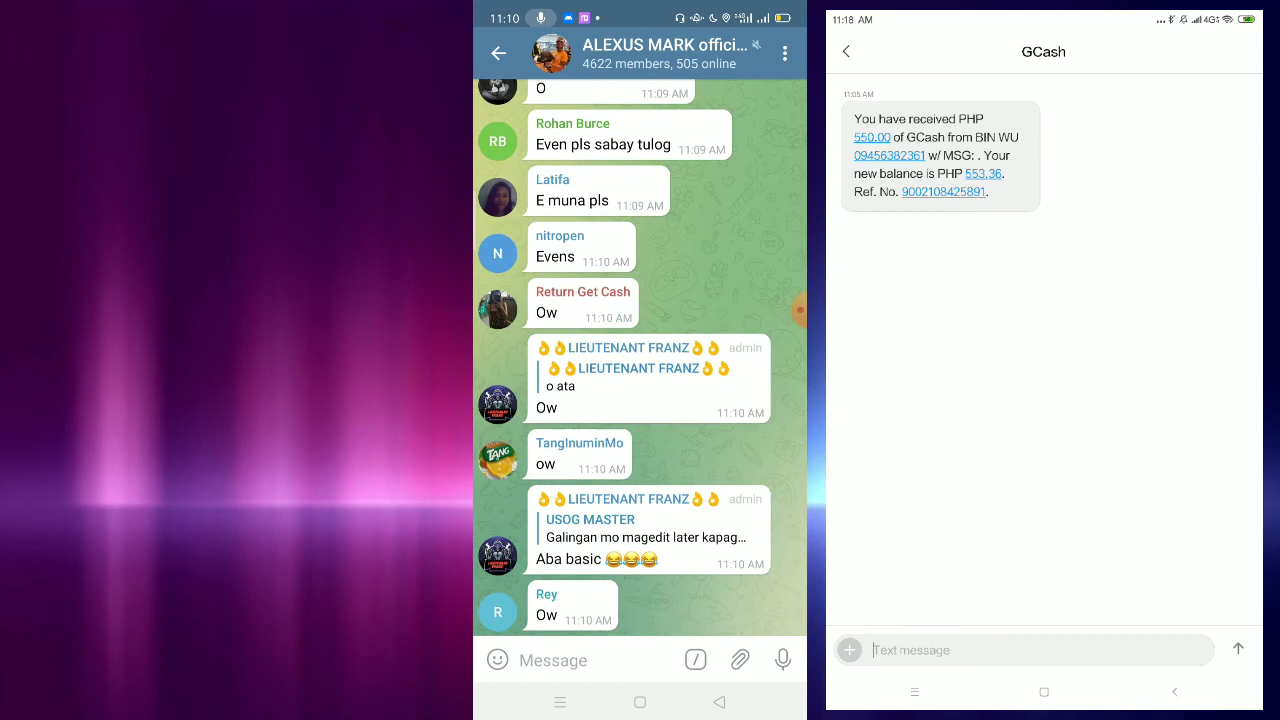 11:10
ALEXUS MARK offici...
4622 members, 505 online
O
11:09 AM
Rohan Burce
Even pls sabay tulog 11:09 AM
Latifa
E muna pls 11:09 AM
N
nitropen
Evens 11:10 AM
Return Get Cash
Ow 11:10 AM
👌👌LIEUTENANT FRANZ👌👌 admin
👌👌LIEUTENANT FRANZ👌👌
o ata
Ow
11:10 AM
TangInuminMo
ow 11:10 AM
👌👌LIEUTENANT FRANZ👌👌 admin
USOG MASTER
Galingan mo magedit later kapag...
Aba basic 😂😂😂
11:10 AM
Rey
Ow 11:10 AM
RB
TANG
R
Message
11:18 AM
4G
GCash
11:05 AM
You have received PHP
550.00 of GCash from BIN WU
09456382361 w/ MSG: . Your
new balance is PHP 553.36.
Ref. No. 9002108425891.
Text message